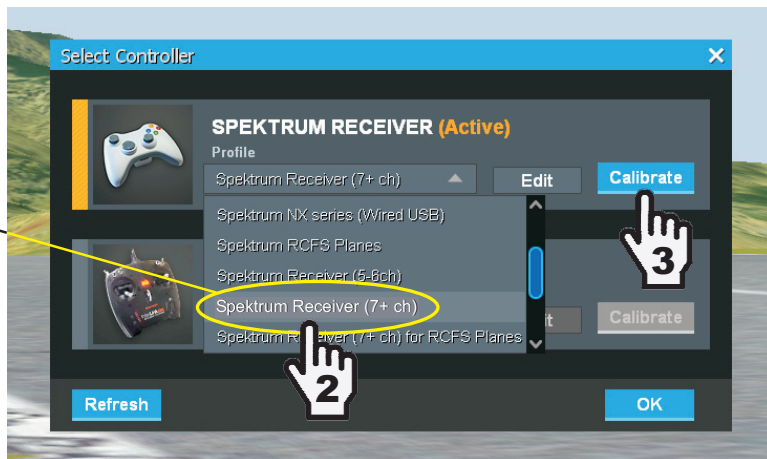 Select Controller
×
SPEKTRUM RECEIVER (Active)
Profile
Spektrum Receiver (7+ ch)
Edit
Calibrate
Spektrum NX series (Wired USB)
Spektrum RCFS Planes
Spektrum Receiver (5-6ch)
Spektrum Receiver (7+ ch)
Spektrum Receiver (7+ ch) for RCFS Planes
Calibrate
3
2
Refresh
OK